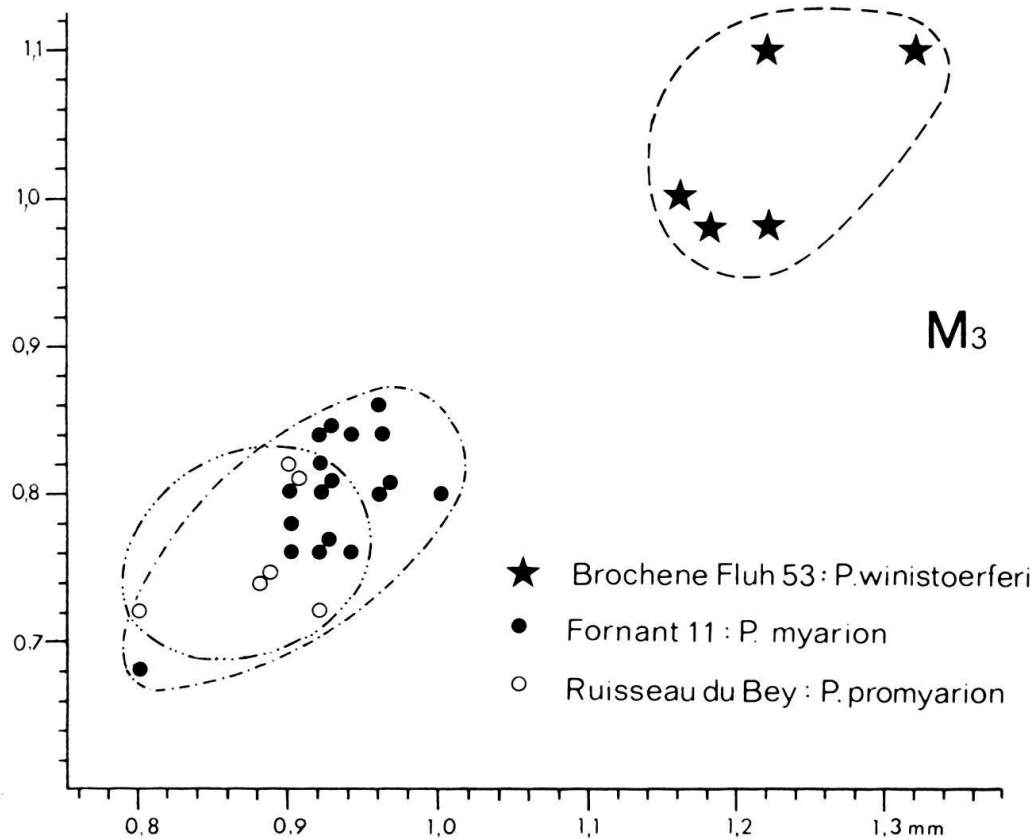 1,1
1,0
0,9
M3
0,8
★ Brochene Fluh 53 : P. winistoerferi
● Fornant 11 : P. myarion
0,7
○ Ruisseau du Bey : P. promyarion
0,8 0,9 1,0 1,1 1,2 1,3 mm